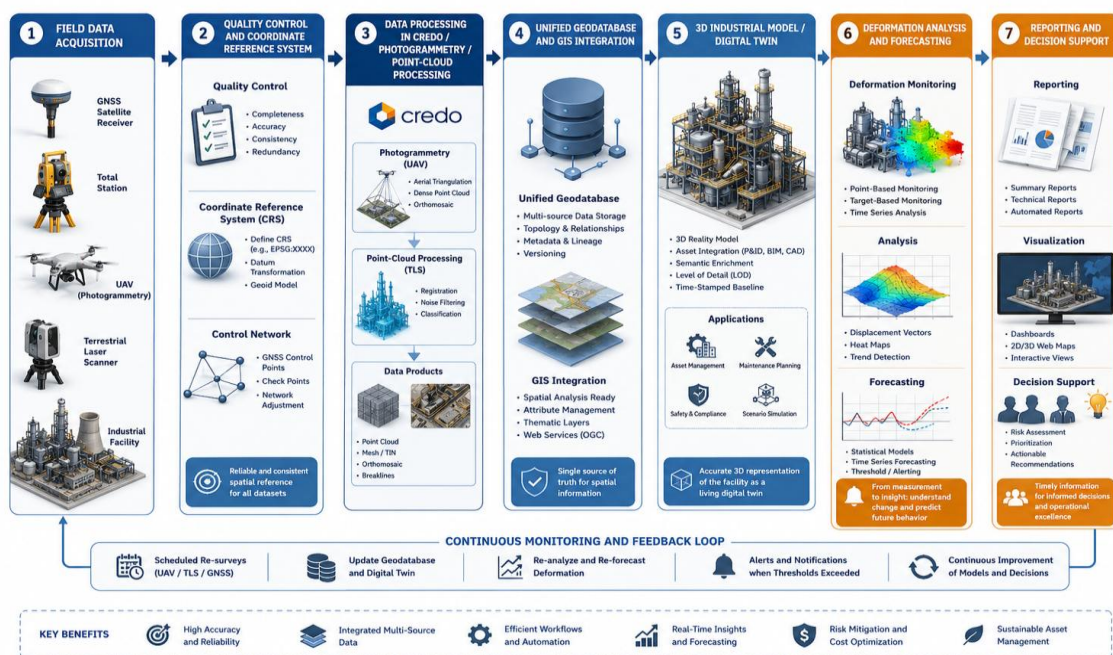 1
FIELD DATA
ACQUISITION
GNSS
Satellite
Receiver
Total
Station
UAV
(Photogrammetry)
Terrestrial
Laser
Scanner
Industrial
Facility
2
QUALITY CONTROL
AND COORDINATE
REFERENCE SYSTEM
Quality Control
• Completeness
• Accuracy
• Consistency
• Redundancy
Coordinate Reference
System (CRS)
• Define CRS
(e.g., EPSG:XXXX)
• Datum
Transformation
• Geoid Model
Control Network
• GNSS Control
Points
• Check Points
• Network
Adjustment
Reliable and consistent
spatial reference
for all datasets
3
DATA PROCESSING
IN CREDO /
PHOTOGRAMMETRY /
POINT-CLOUD
PROCESSING
credo
Photogrammetry
(UAV)
• Aerial Triangulation
• Dense Point Cloud
• Orthomosaic
Point-Cloud Processing
(TLS)
• Registration
• Noise Filtering
• Classification
Data Products
• Point Cloud
• Mesh / TIN
• Orthomosaic
• Breaklines
4
UNIFIED GEODATABASE
AND GIS INTEGRATION
Unified Geodatabase
• Multi-source Data Storage
• Topology & Relationships
• Metadata & Lineage
• Versioning
GIS Integration
• Spatial Analysis Ready
• Attribute Management
• Thematic Layers
• Web Services (OGC)
Single source of
truth for spatial
information
5
3D INDUSTRIAL MODEL /
DIGITAL TWIN
• 3D Reality Model
• Asset Integration (P&ID, BIM, CAD)
• Semantic Enrichment
• Level of Detail (LOD)
• Time-Stamped Baseline
Applications
Asset Management
Maintenance Planning
Safety & Compliance
Scenario Simulation
Accurate 3D representation
of the facility as a
living digital twin
6
DEFORMATION ANALYSIS
AND FORECASTING
Deformation Monitoring
• Point-Based Monitoring
• Target-Based Monitoring
• Time Series Analysis
Analysis
• Displacement Vectors
• Heat Maps
• Trend Detection
Forecasting
• Statistical Models
• Time Series Forecasting
• Threshold / Alerting
From measurement
to insight: understand
change and predict
future behavior
7
REPORTING AND
DECISION SUPPORT
Reporting
• Summary Reports
• Technical Reports
• Automated Reports
Visualization
• Dashboards
• 2D/3D Web Maps
• Interactive Views
Decision Support
• Risk Assessment
• Prioritization
• Actionable
Recommendations
Timely information
for informed decisions
and operational
excellence
CONTINUOUS MONITORING AND FEEDBACK LOOP
Scheduled Re-surveys
(UAV / TLS / GNSS)
Update Geodatabase
and Digital Twin
Re-analyze and Re-forecast
Deformation
Alerts and Notifications
when Thresholds Exceeded
Continuous Improvement
of Models and Decisions
KEY BENEFITS
High Accuracy
and Reliability
Integrated Multi-Source
Data
Efficient Workflows
and Automation
Real-Time Insights
and Forecasting
Risk Mitigation and
Cost Optimization
Sustainable Asset
Management